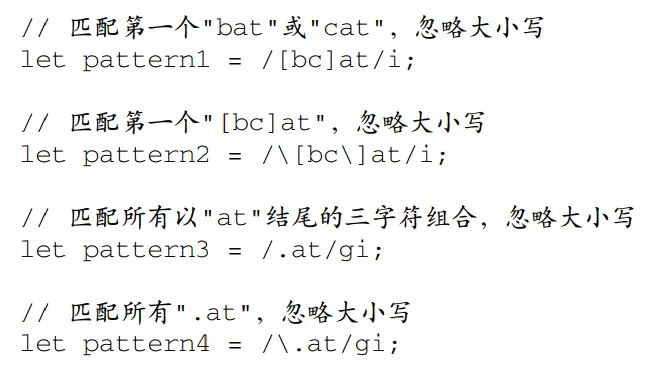 // 匹配第一个"bat"或"cat"，忽略大小写
let pattern1 = /[bc]at/i;
// 匹配第一个"[bc]at"，忽略大小写
let pattern2 = /\[bc\]at/i;
// 匹配所有以"at"结尾的三字符组合，忽略大小写
let pattern3 = /.at/gi;
// 匹配所有".at"，忽略大小写
let pattern4 = /\.at/gi;